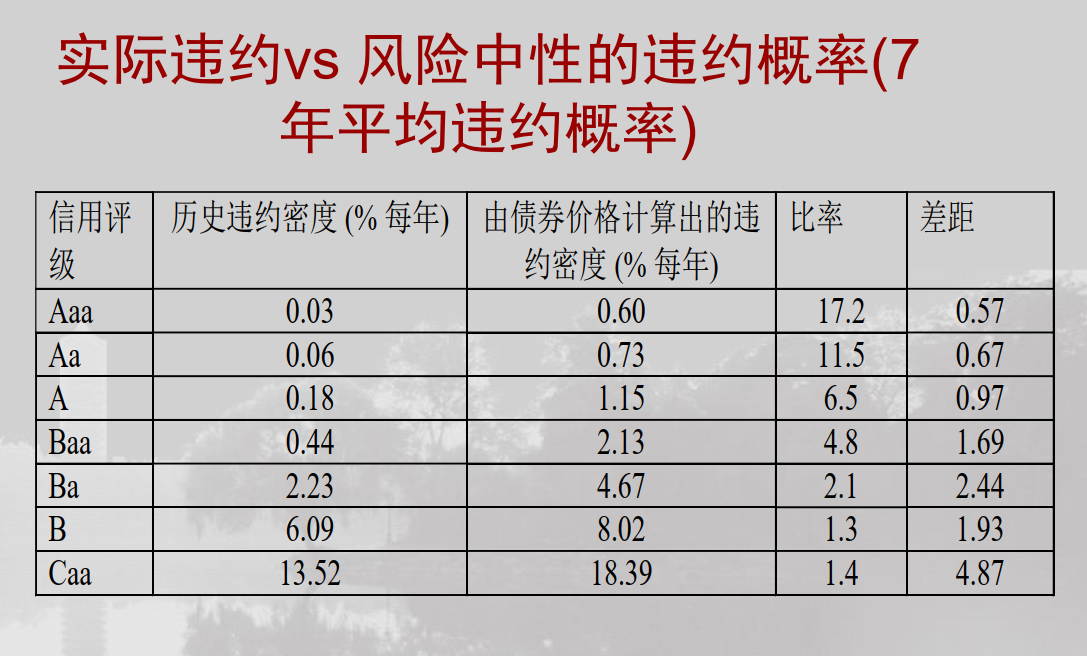 实际违约vs 风险中性的违约概率(7
年平均违约概率)
信用评级 历史违约密度 (% 每年) 由债券价格计算出的违约密度 (% 每年) 比率 差距
Aaa 0.03 0.60 17.2 0.57
Aa 0.06 0.73 11.5 0.67
A 0.18 1.15 6.5 0.97
Baa 0.44 2.13 4.8 1.69
Ba 2.23 4.67 2.1 2.44
B 6.09 8.02 1.3 1.93
Caa 13.52 18.39 1.4 4.87